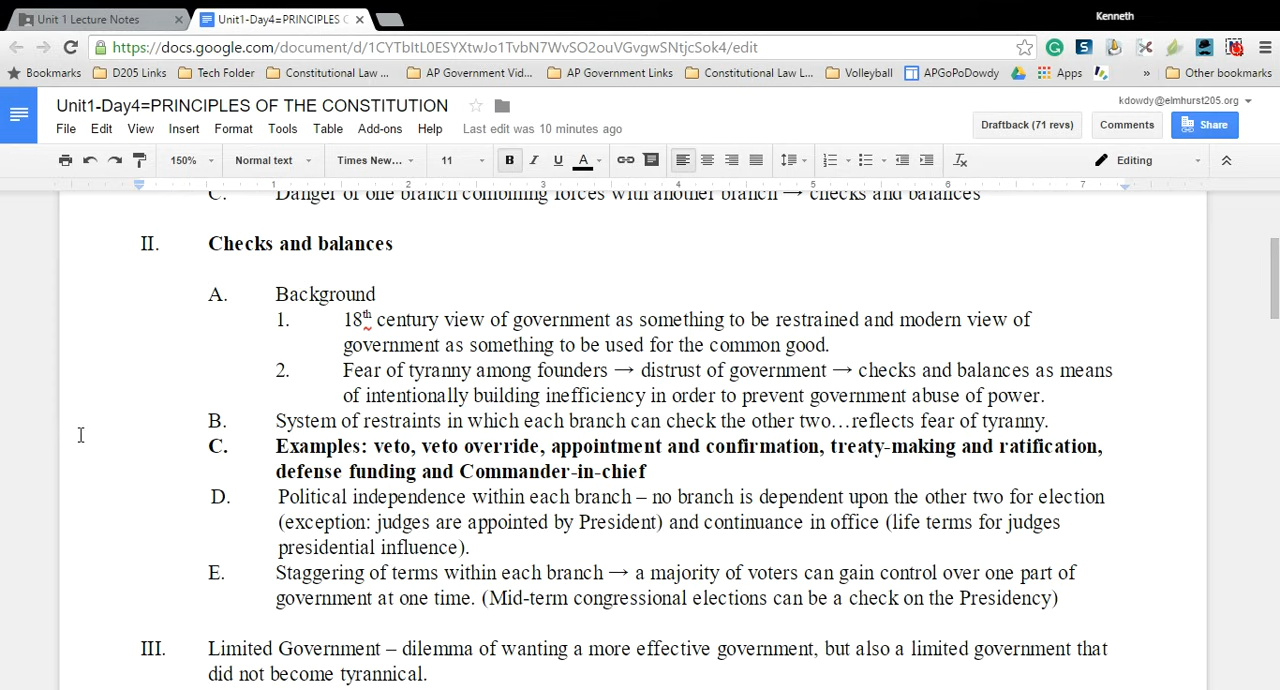 Unit 1 Lecture Notes
Unit1-Day4=PRINCIPLES C
Kenneth
https://docs.google.com/document/d/1CYTbItL0ESYXtwJo1TvbN7WvSO2ouVGvgwSNtjcSok4/edit
Bookmarks D205 Links Tech Folder Constitutional Law ... AP Government Vid... AP Government Links Constitutional Law L... Volleyball APGoPoDowdy Apps » Other bookmarks
Unit1-Day4=PRINCIPLES OF THE CONSTITUTION
kdowdy@elmhurst205.org
File Edit View Insert Format Tools Table Add-ons Help Last edit was 10 minutes ago
Draftback (71 revs) Comments Share
150% Normal text Times New... 11 B I U A Editing
1 2 3 4 5 6 7
C. Danger of one branch combining forces with another branch → checks and balances
II. Checks and balances
A. Background
1. 18th century view of government as something to be restrained and modern view of
government as something to be used for the common good.
2. Fear of tyranny among founders → distrust of government → checks and balances as means
of intentionally building inefficiency in order to prevent government abuse of power.
B. System of restraints in which each branch can check the other two…reflects fear of tyranny.
C. Examples: veto, veto override, appointment and confirmation, treaty-making and ratification,
defense funding and Commander-in-chief
D. Political independence within each branch – no branch is dependent upon the other two for election
(exception: judges are appointed by President) and continuance in office (life terms for judges
presidential influence).
E. Staggering of terms within each branch → a majority of voters can gain control over one part of
government at one time. (Mid-term congressional elections can be a check on the Presidency)
III. Limited Government – dilemma of wanting a more effective government, but also a limited government that
did not become tyrannical.